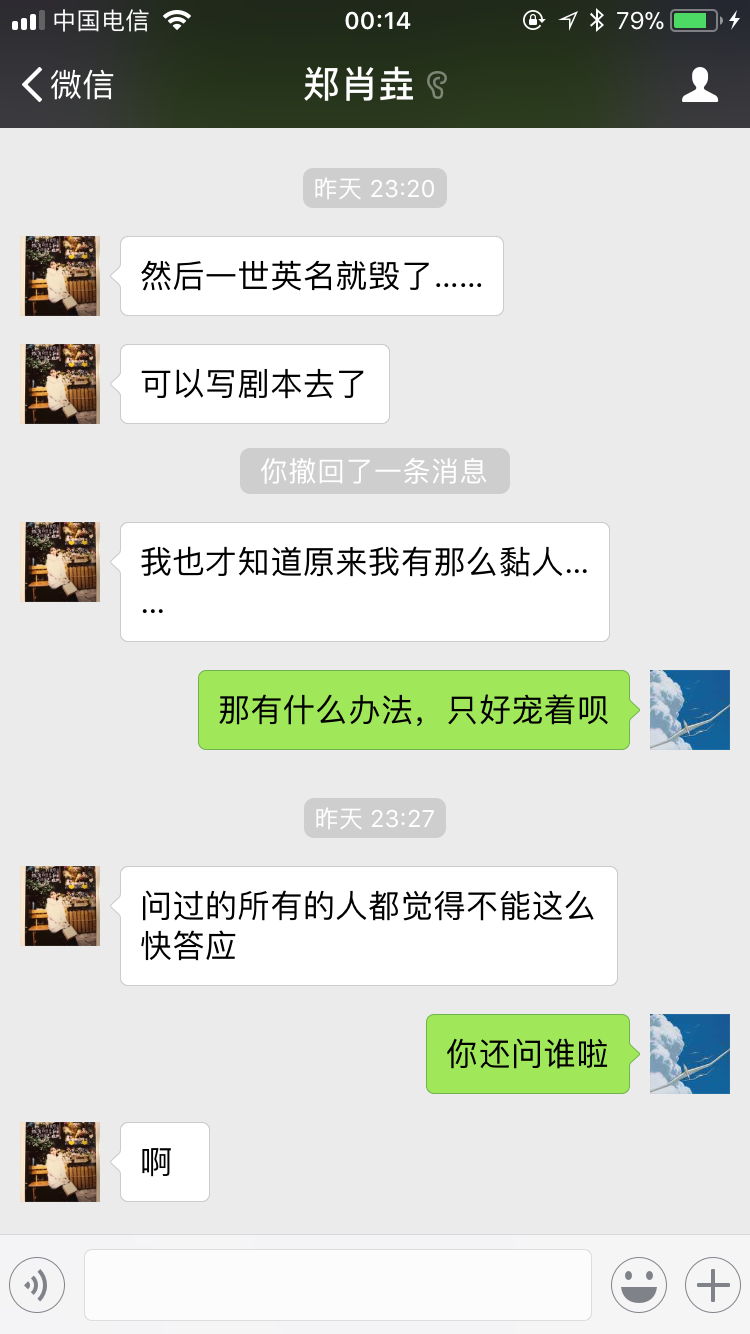 中国电信
00:14
79%
微信
郑肖垚
昨天 23:20
然后一世英名就毁了……
可以写剧本去了
你撤回了一条消息
我也才知道原来我有那么黏人…
…
那有什么办法，只好宠着呗
昨天 23:27
问过的所有的人都觉得不能这么
快答应
你还问谁啦
啊